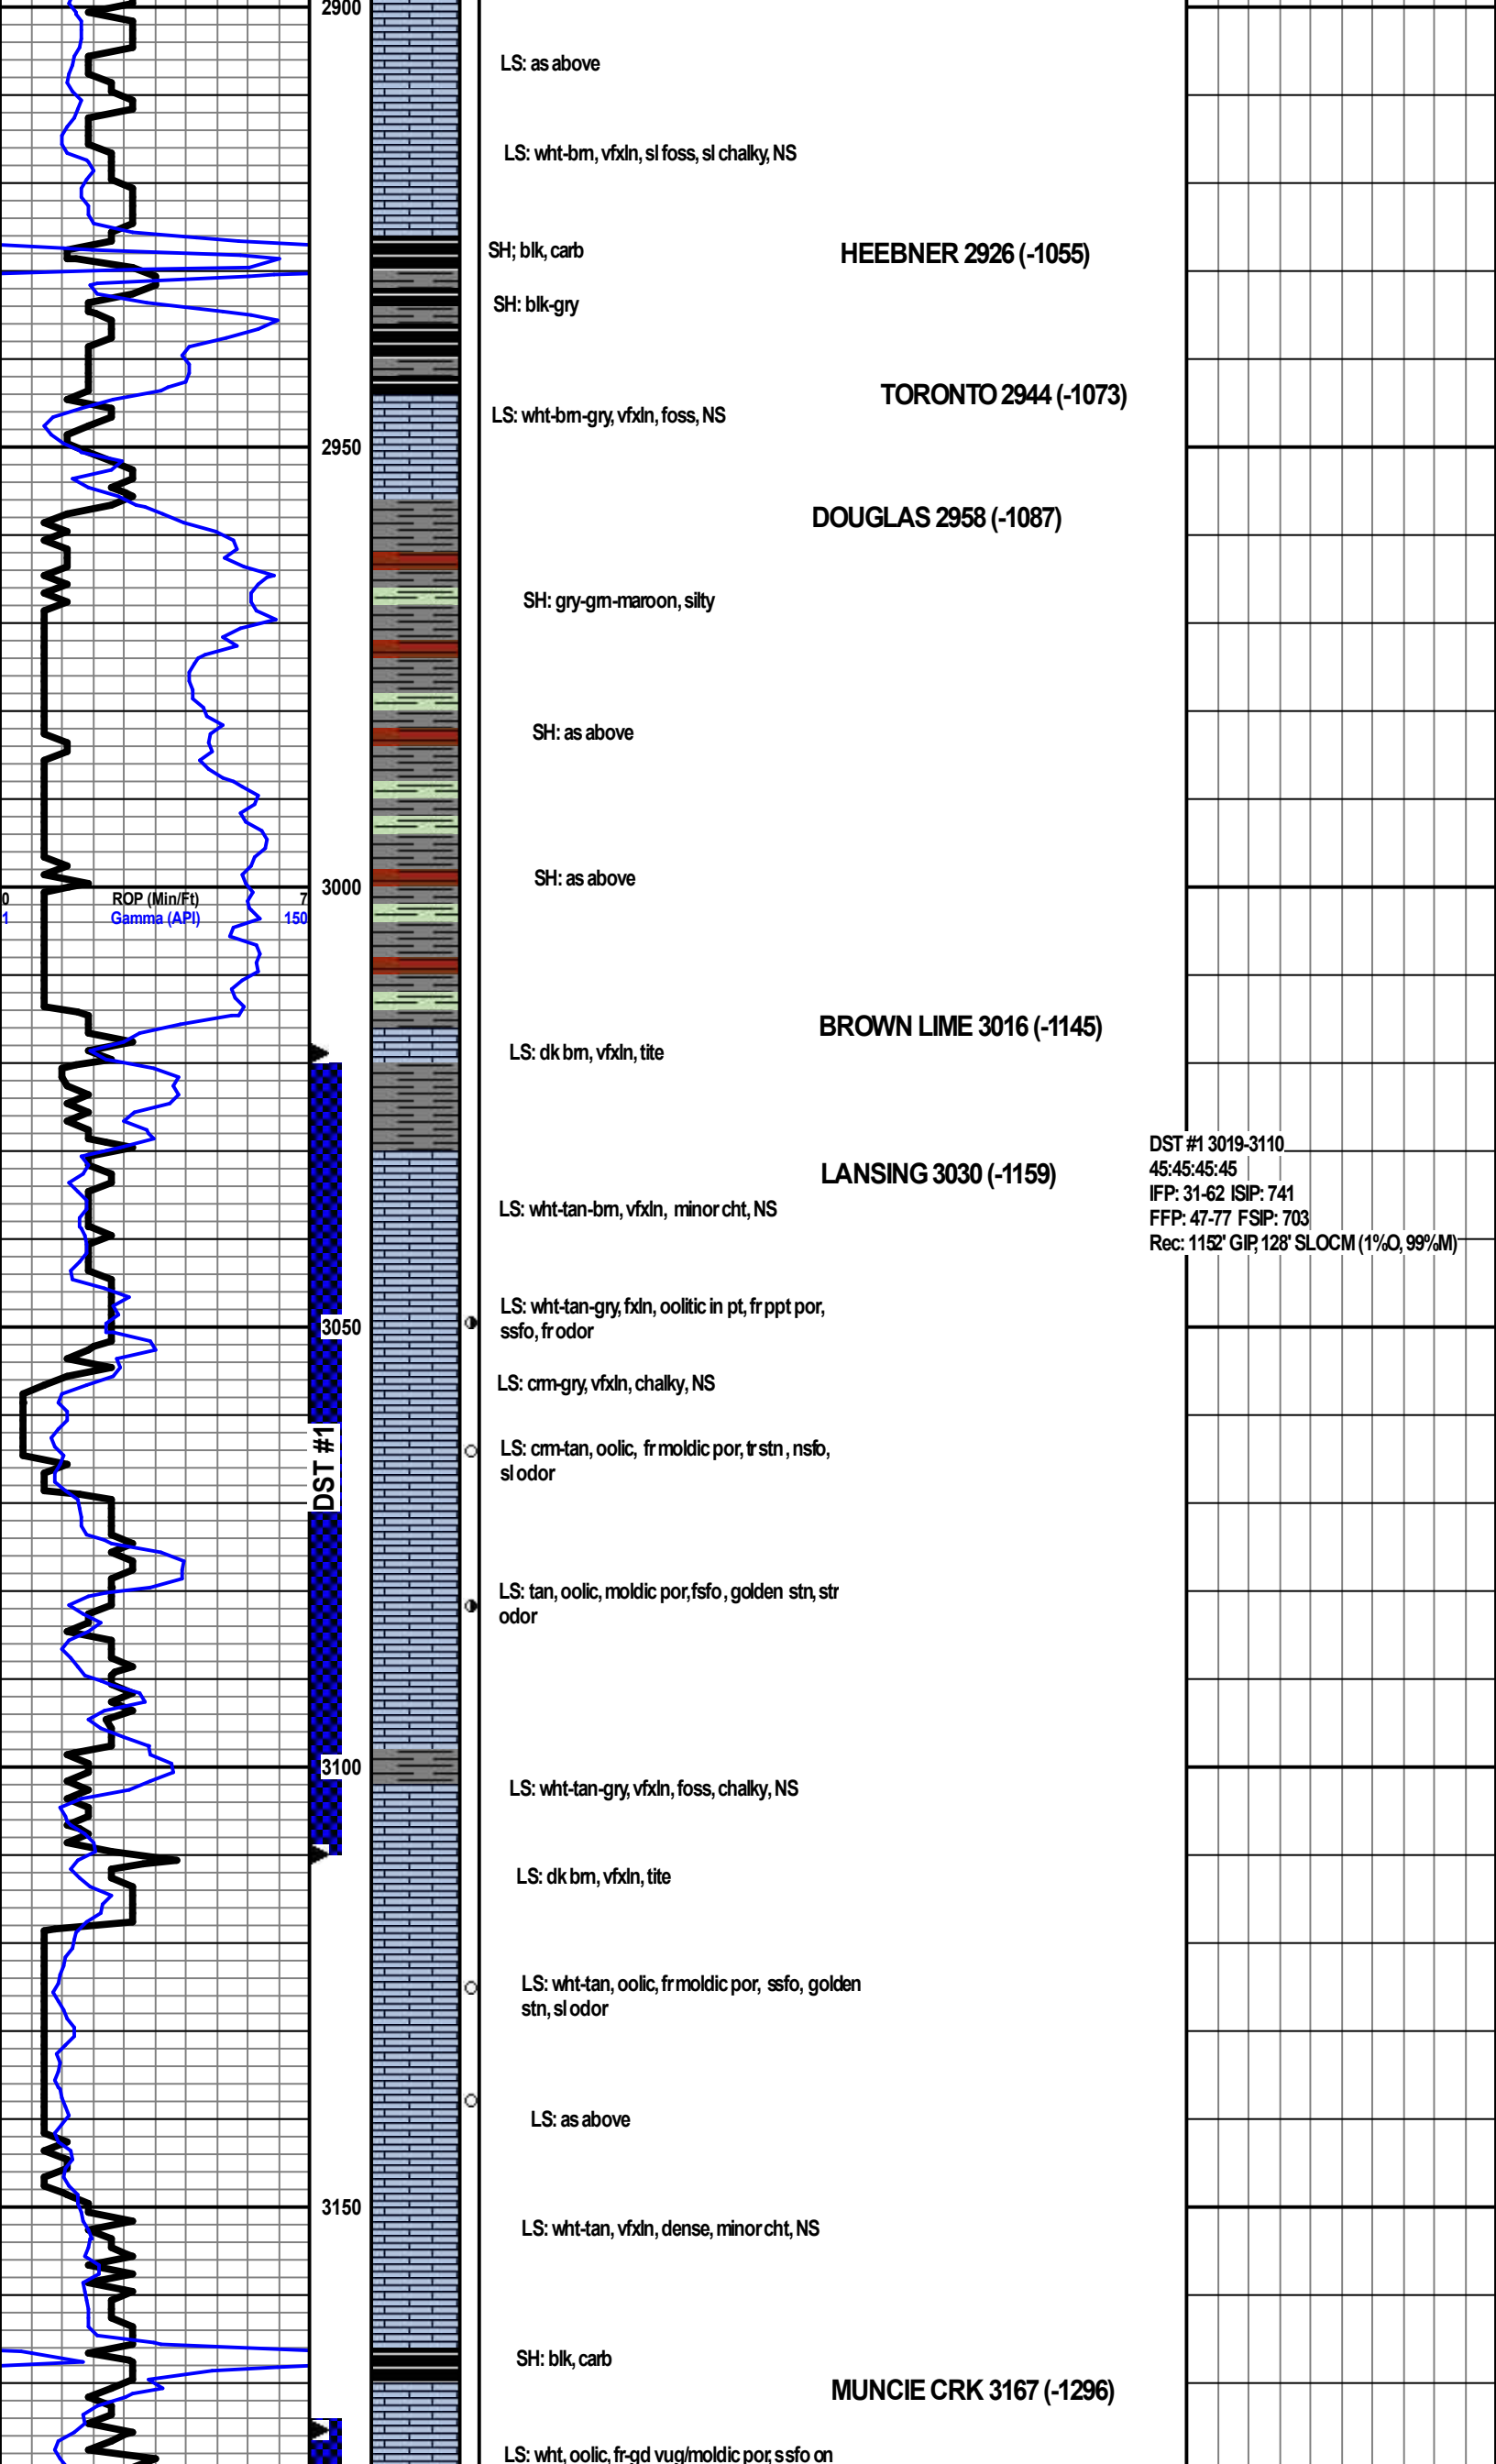 2900
LS: as above
LS: wht-brn, vfxln, sl foss, sl chalky, NS
SH; blk, carb
HEEBNER 2926 (-1055)
SH: blk-gry
TORONTO 2944 (-1073)
LS: wht-brn-gry, vfxln, foss, NS
2950
DOUGLAS 2958 (-1087)
SH: gry-grn-maroon, silty
SH: as above
SH: as above
3000
0 ROP (Min/Ft) 7
1 Gamma (API) 150
BROWN LIME 3016 (-1145)
LS: dk brn, vfxln, tite
DST #1 3019-3110
45:45:45:45
IFP: 31-62 ISIP: 741
FFP: 47-77 FSIP: 703
Rec: 1152' GIP, 128' SLOCM (1%O, 99%M)
LANSING 3030 (-1159)
LS: wht-tan-brn, vfxln, minor cht, NS
LS: wht-tan-gry, fxln, oolitic in pt, fr ppt por,
ssfo, fr odor
3050
LS: crm-gry, vfxln, chalky, NS
DST #1
LS: crm-tan, oolic, fr moldic por, tr stn, nsfo,
sl odor
LS: tan, oolic, moldic por, fsfo, golden stn, str
odor
3100
LS: wht-tan-gry, vfxln, foss, chalky, NS
LS: dk brn, vfxln, tite
LS: wht-tan, oolic, fr moldic por, ssfo, golden
stn, sl odor
LS: as above
3150
LS: wht-tan, vfxln, dense, minor cht, NS
SH: blk, carb
MUNCIE CRK 3167 (-1296)
LS: wht, oolic, fr-gd vug/moldic por, ssfo on